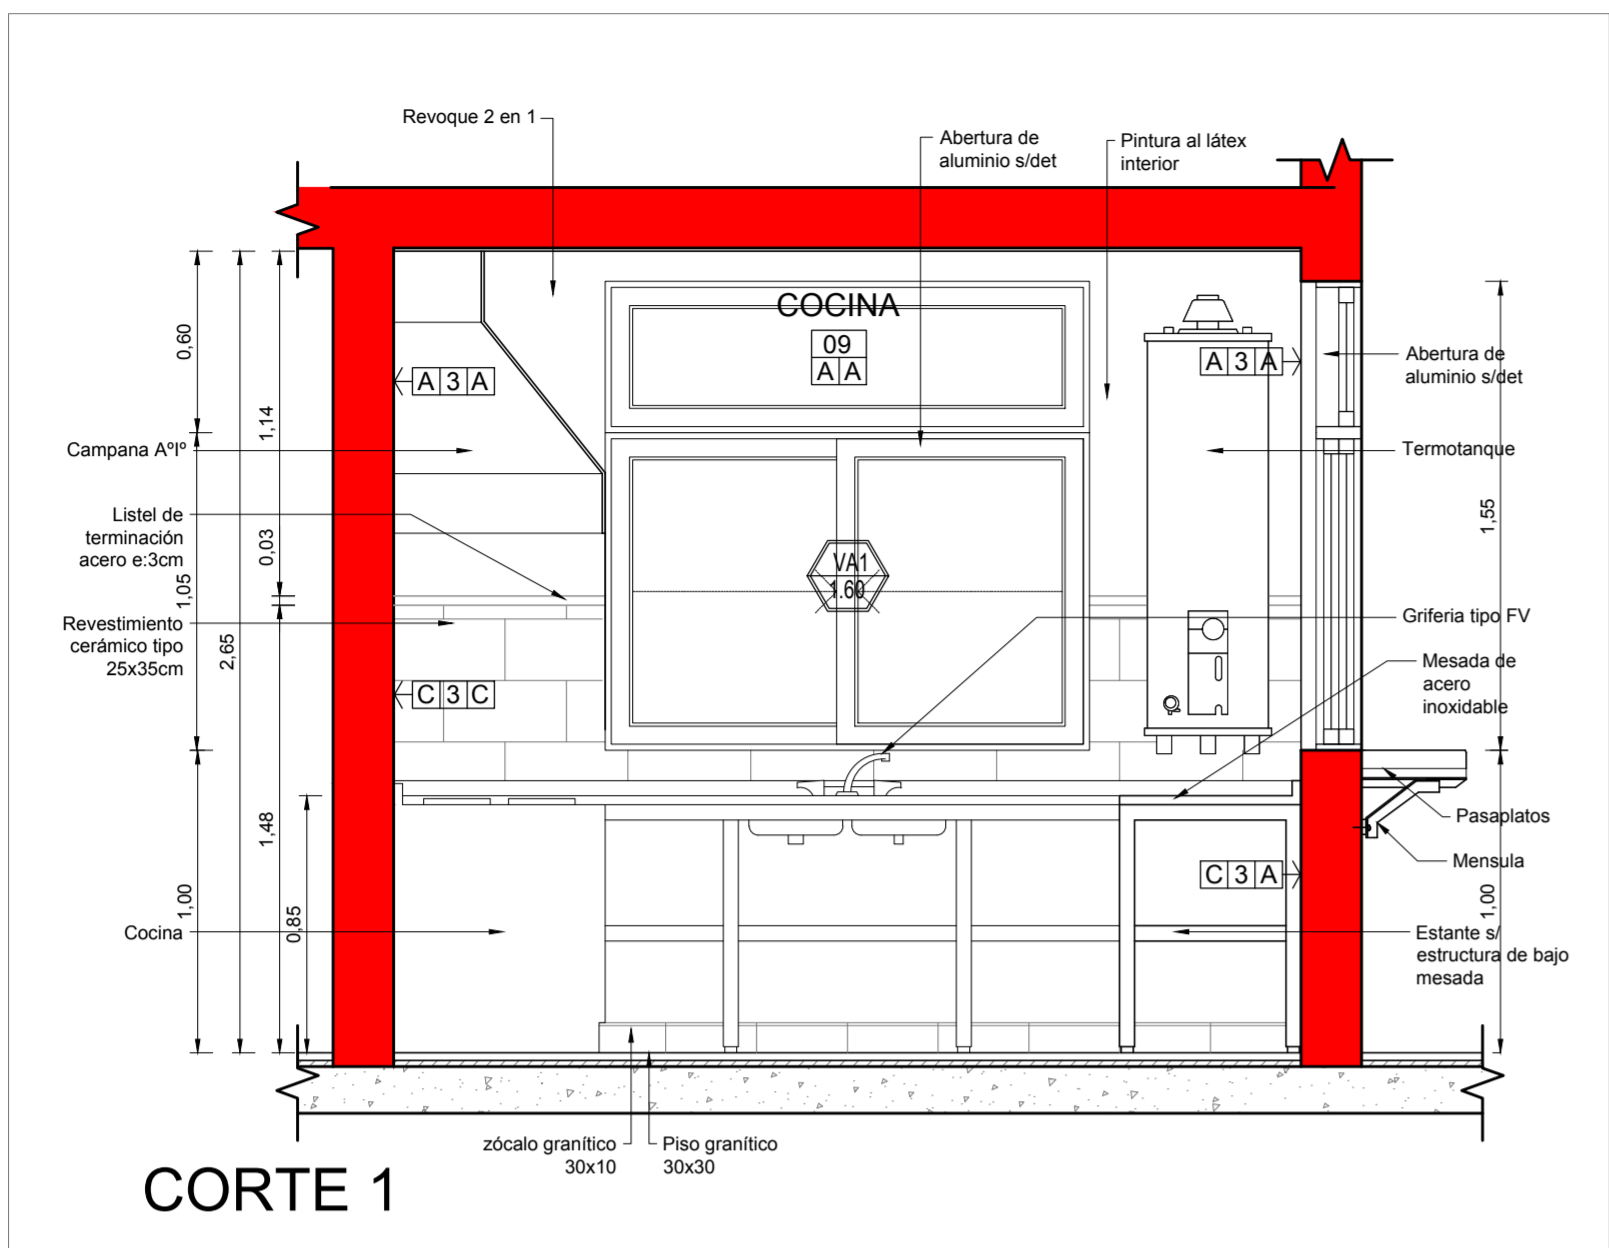 Revoque 2 en 1
Abertura de
aluminio s/det
Pintura al látex
interior
COCINA
09
A A
A 3 A
A 3 A
Abertura de
aluminio s/det
0,60
1,14
Campana AºIº
Termotanque
Listel de
terminación
acero e:3cm
0,03
1,55
VA1
1.60
1,05
2,65
Revestimiento
cerámico tipo
25x35cm
Griferia tipo FV
Mesada de
acero
inoxidable
C 3 C
1,48
Pasaplatos
Mensula
C 3 A
1,00
0,85
1,00
Cocina
Estante s/
estructura de bajo
mesada
zócalo granítico
30x10
Piso granítico
30x30
CORTE 1